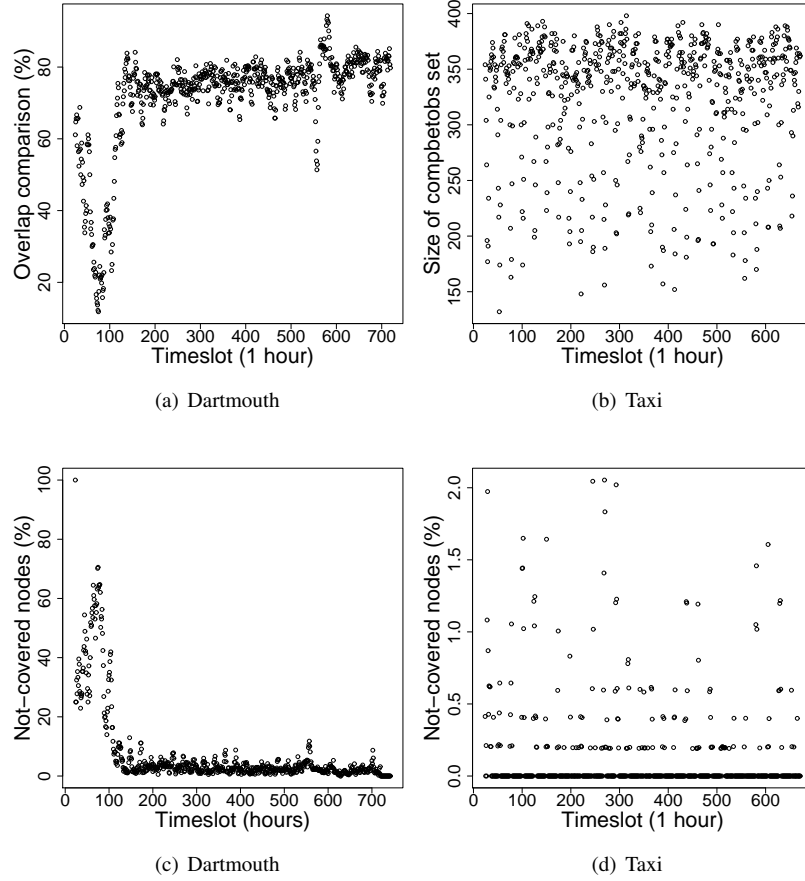 Overlap comparison (%)
20 40 60 80
0 100 200 300 400 500 600 700
Timeslot (1 hour)
(a) Dartmouth
Size of compbetobs set
150 200 250 300 350 400
0 100 200 300 400 500 600
Timeslot (1 hour)
(b) Taxi
Not−covered nodes (%)
0 20 40 60 80 100
0 100 200 300 400 500 600 700
Timeslot (hours)
(c) Dartmouth
Not−covered nodes (%)
0.0 0.5 1.0 1.5 2.0
0 100 200 300 400 500 600
Timeslot (1 hour)
(d) Taxi